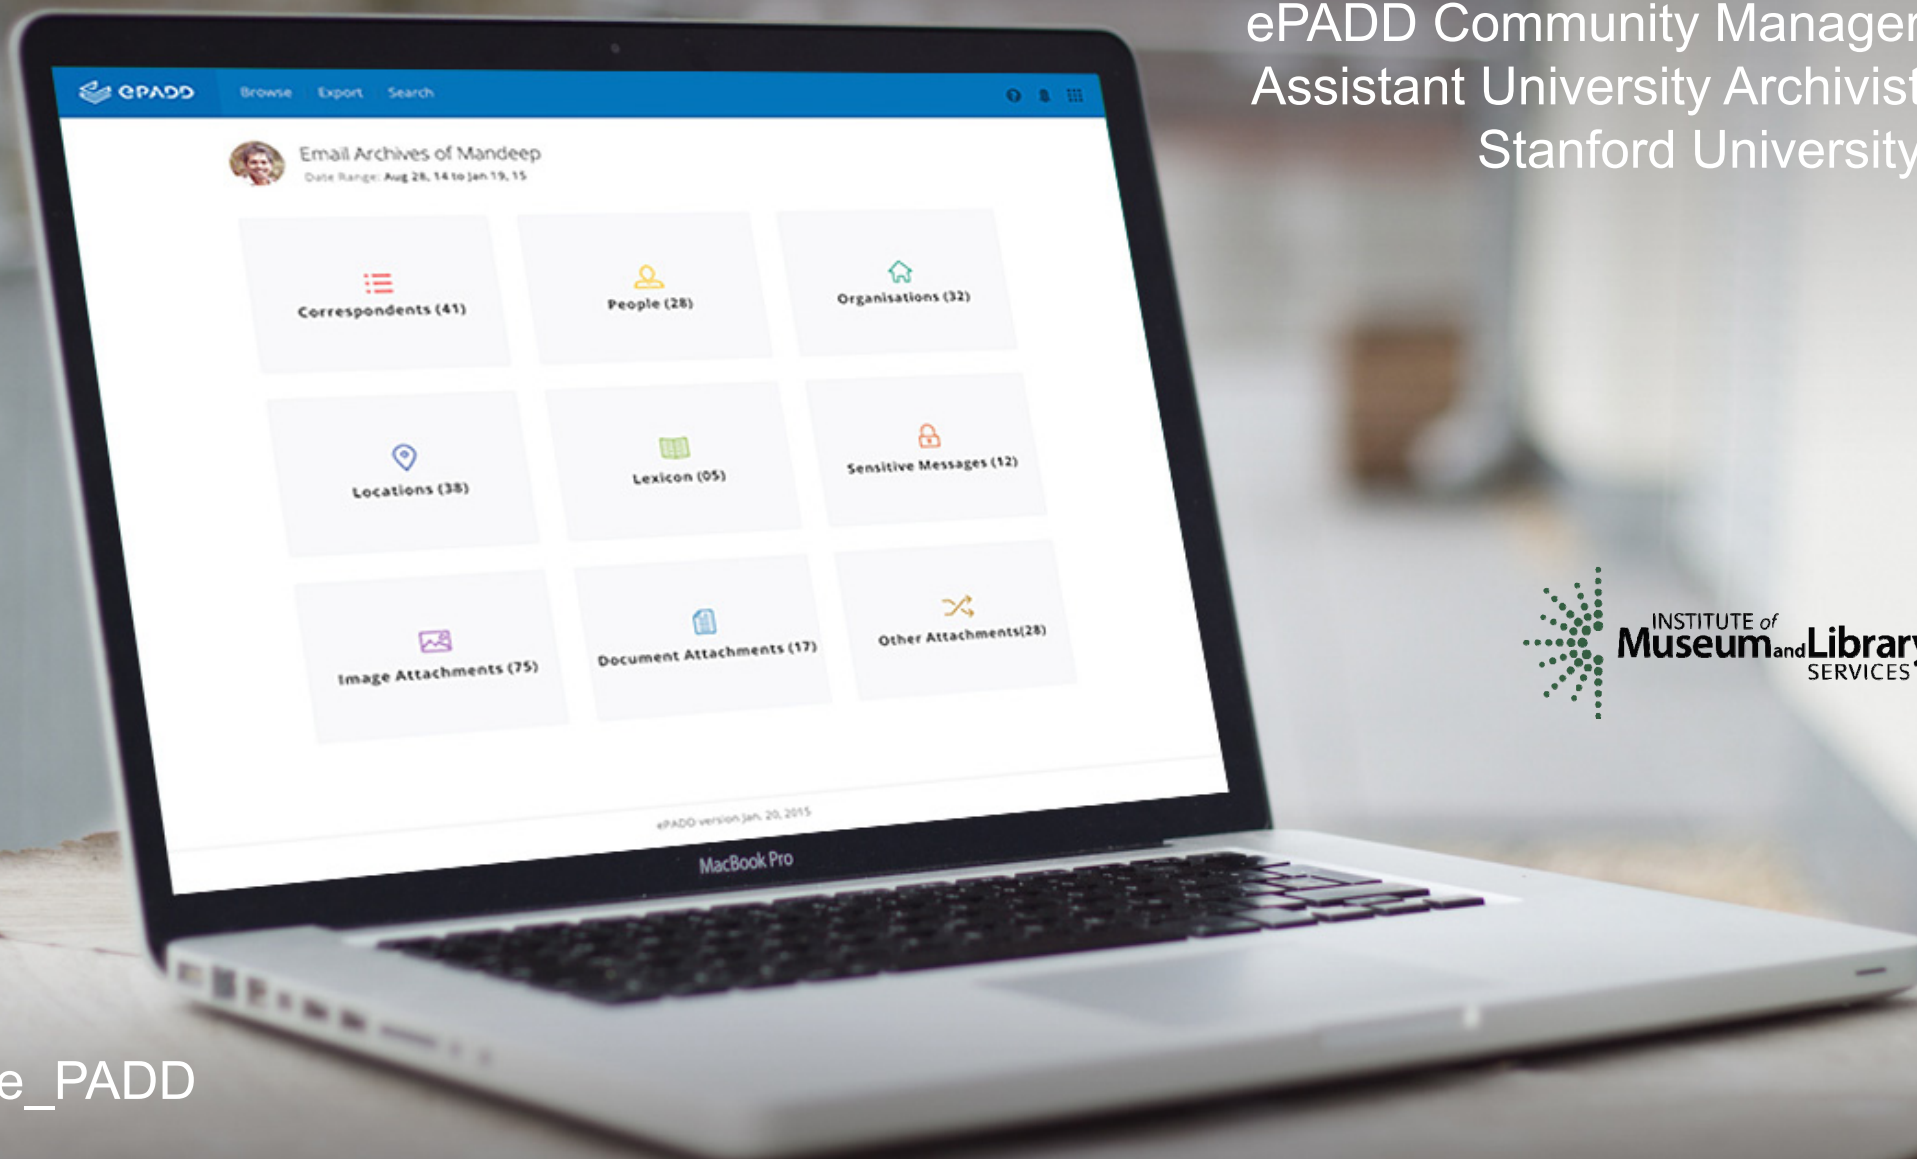 ePADD Community Manager
Assistant University Archivist
Stanford University
ePADD
Browse Export Search
Email Archives of Mandeep
Date Range: Aug 28, 14 to Jan 19, 15
Correspondents (41)
People (28)
Organisations (32)
Locations (38)
Lexicon (05)
Sensitive Messages (12)
Image Attachments (75)
Document Attachments (17)
Other Attachments(28)
ePADD version Jan. 20, 2015
MacBook Pro
INSTITUTE of
Museum and Library
SERVICES
e_PADD